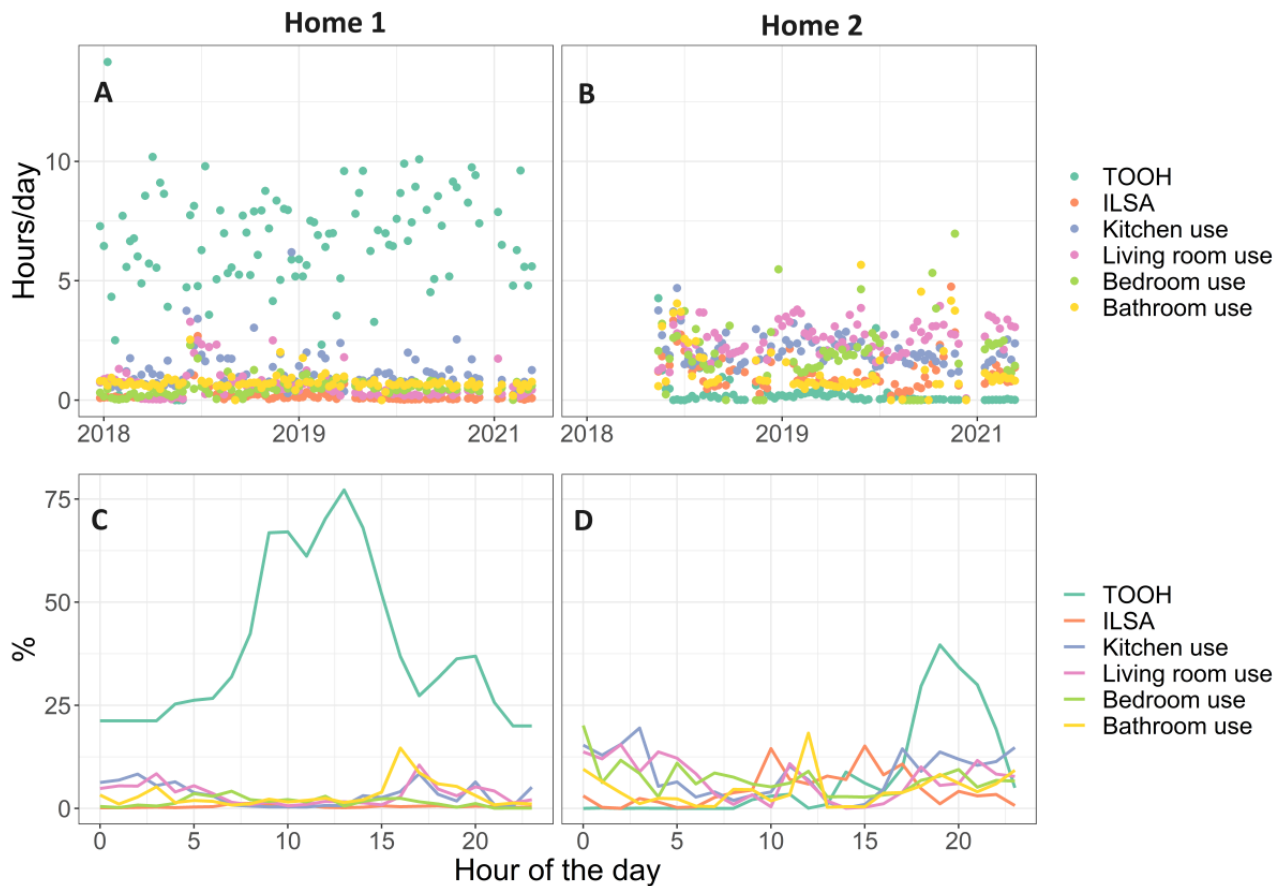 Home 1
Home 2
A
B
Hours/day
10
5
0
2018
2019
2021
2018
2019
2021
TOOH
ILSA
Kitchen use
Living room use
Bedroom use
Bathroom use
C
D
%
75
50
25
0
0
5
10
15
20
0
5
10
15
20
Hour of the day
TOOH
ILSA
Kitchen use
Living room use
Bedroom use
Bathroom use